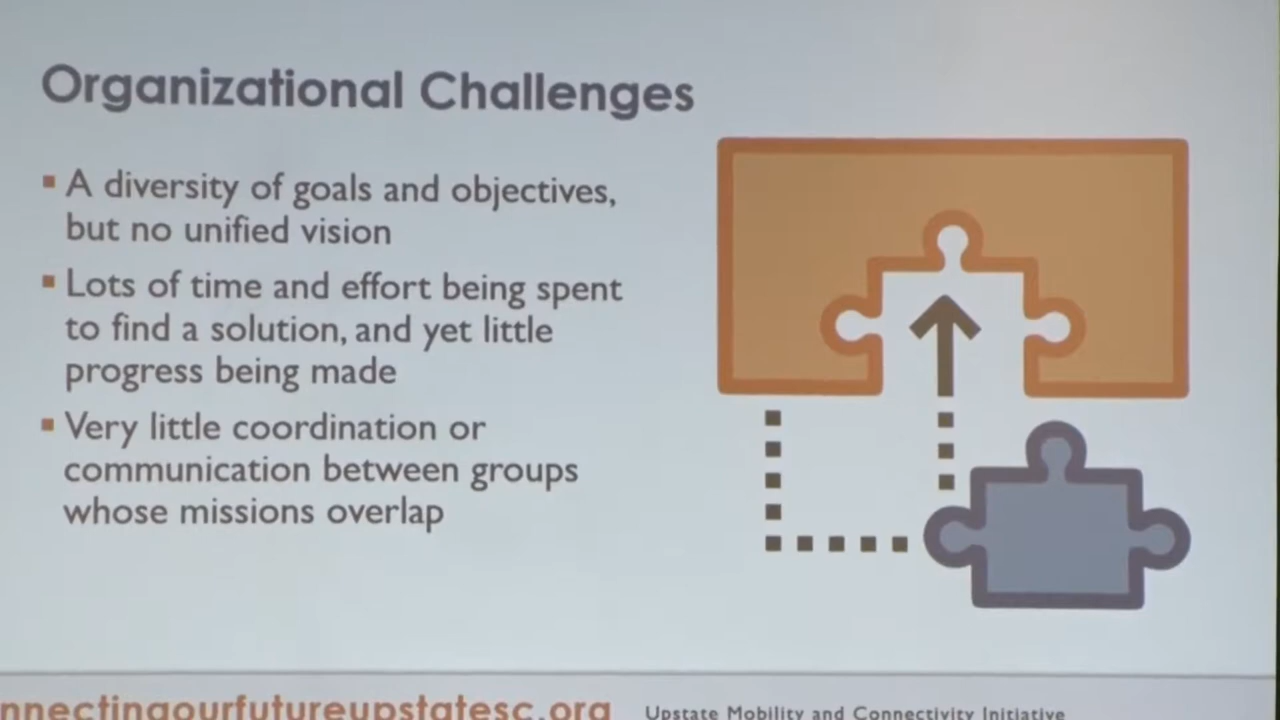 Organizational Challenges
▪ A diversity of goals and objectives,
but no unified vision
▪ Lots of time and effort being spent
to find a solution, and yet little
progress being made
▪ Very little coordination or
communication between groups
whose missions overlap
nnectingourfutureupstatesc.org
Upstate Mobility and Connectivity Initiative